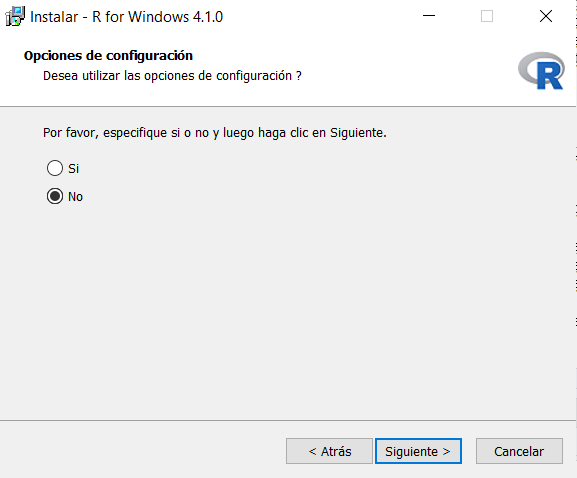 Instalar - R for Windows 4.1.0
Opciones de configuración
Desea utilizar las opciones de configuración ?
R
Por favor, especifique si o no y luego haga clic en Siguiente.
Si
No
< Atrás
Siguiente >
Cancelar